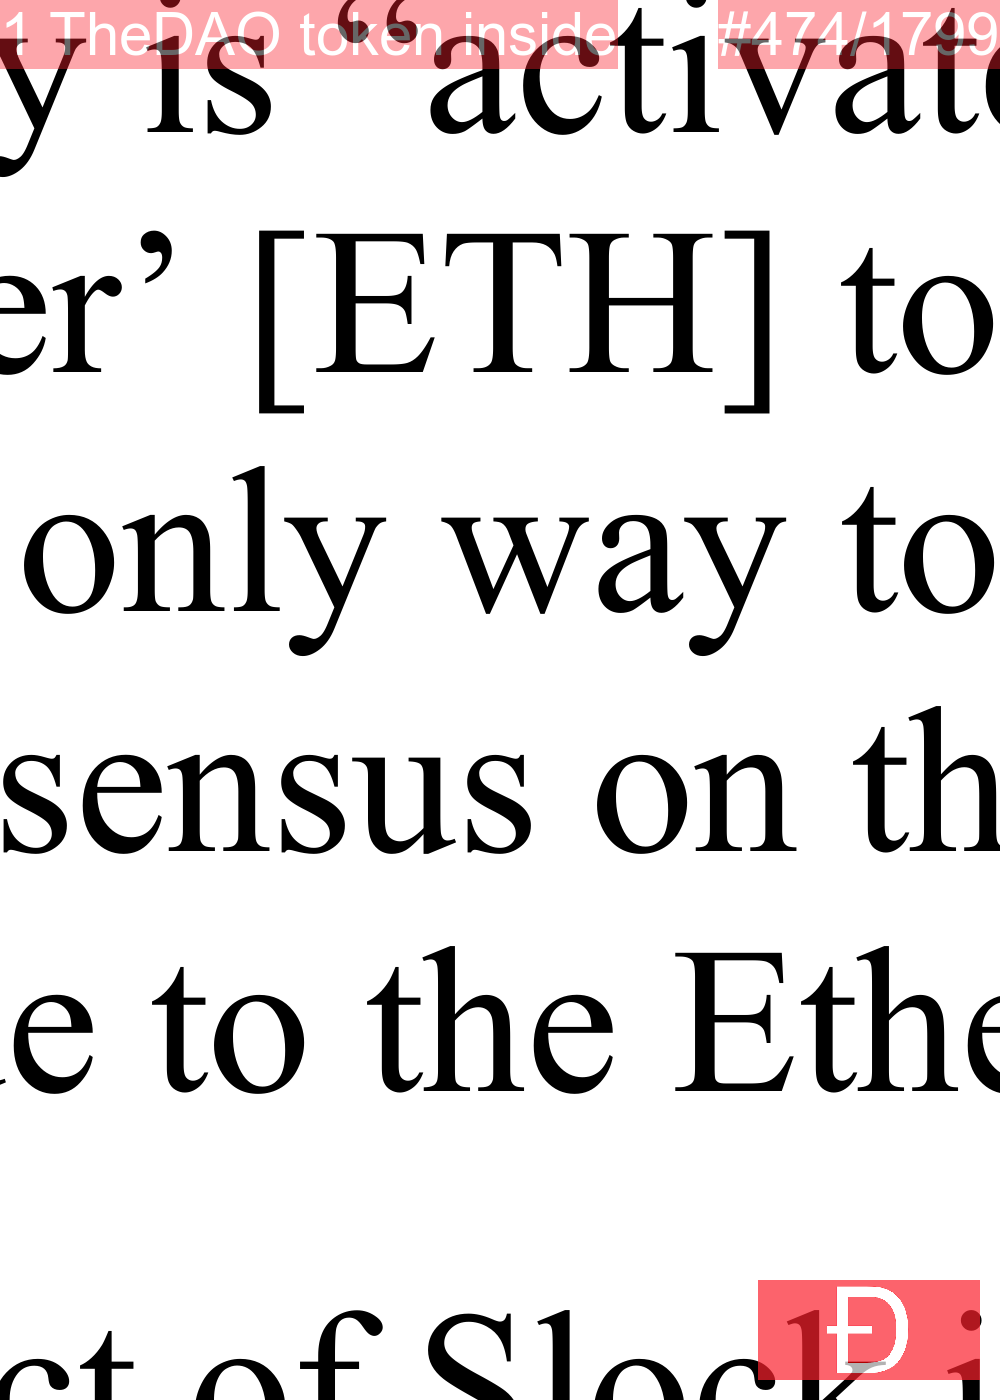 1 TheDAO token inside #474/1799
y is “activate
er’ [ETH] to
only way to
sensus on th
e to the Ethe
ct of Slock i
Đ